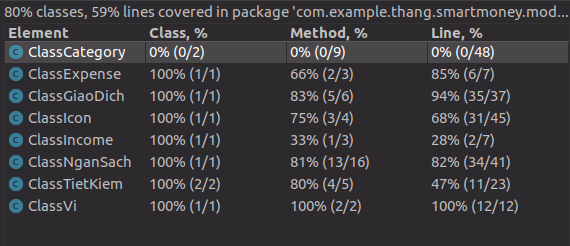 80% classes, 59% lines covered in package 'com.example.thang.smartmoney.mod...
Element Class, % Method, % Line, %
ClassCategory 0% (0/2) 0% (0/9) 0% (0/48)
ClassExpense 100% (1/1) 66% (2/3) 85% (6/7)
ClassGiaoDich 100% (1/1) 83% (5/6) 94% (35/37)
ClassIcon 100% (1/1) 75% (3/4) 68% (31/45)
ClassIncome 100% (1/1) 33% (1/3) 28% (2/7)
ClassNganSach 100% (1/1) 81% (13/16) 82% (34/41)
ClassTietKiem 100% (2/2) 80% (4/5) 47% (11/23)
ClassVi 100% (1/1) 100% (2/2) 100% (12/12)